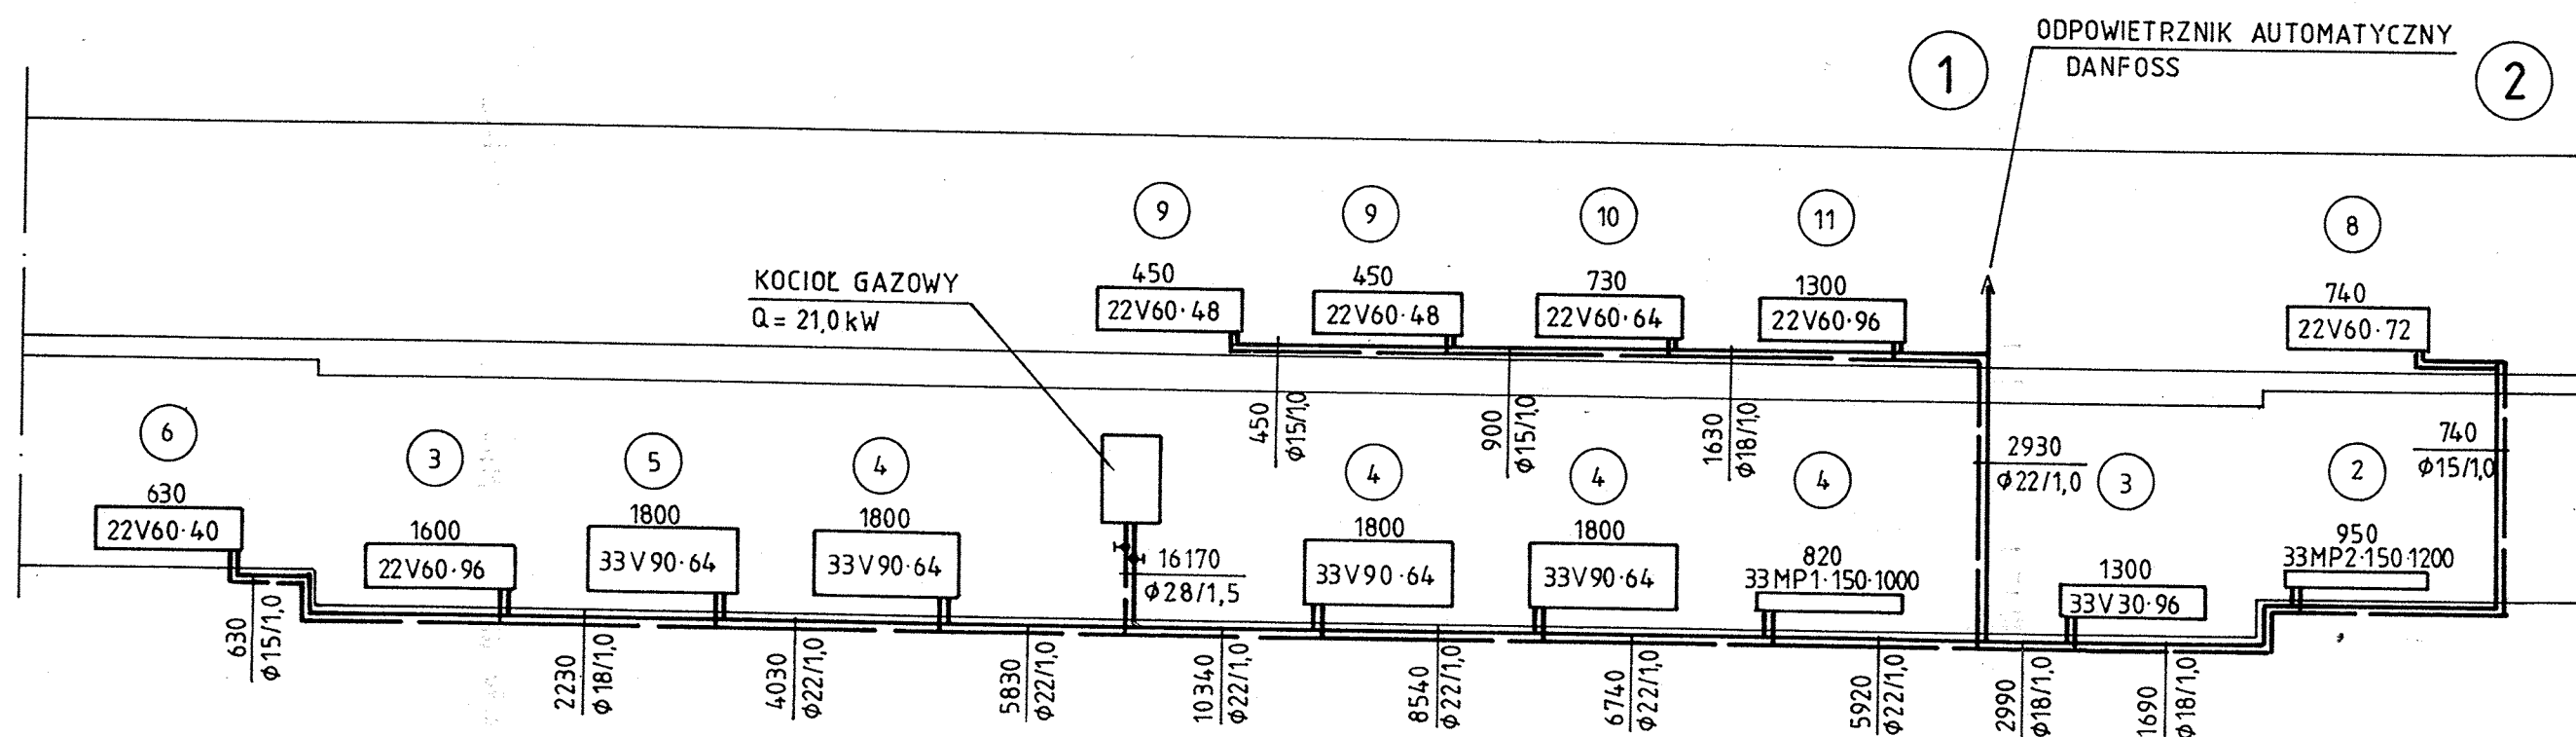 ODPOWIETRZNIK AUTOMATYCZNY
DANFOSS
1
2
9
9
10
11
8
KOCIOŁ GAZOWY
Q = 21,0 kW
450
22V60·48
450
22V60·48
730
22V60·64
1300
22V60·96
740
22V60·72
450
φ15/1,0
900
φ15/1,0
1630
φ18/1,0
2930
φ22/1,0
740
φ15/1,0
6
3
5
4
4
4
4
3
2
630
22V60·40
1600
22V60·96
1800
33V90·64
1800
33V90·64
16170
φ28/1,5
1800
33V90·64
1800
33V90·64
820
33MP1·150·1000
1300
33V30·96
950
33MP2·150·1200
630
φ15/1,0
2230
φ18/1,0
4030
φ22/1,0
5830
φ22/1,0
10340
φ22/1,0
8540
φ22/1,0
6740
φ22/1,0
5920
φ22/1,0
2990
φ18/1,0
1690
φ18/1,0